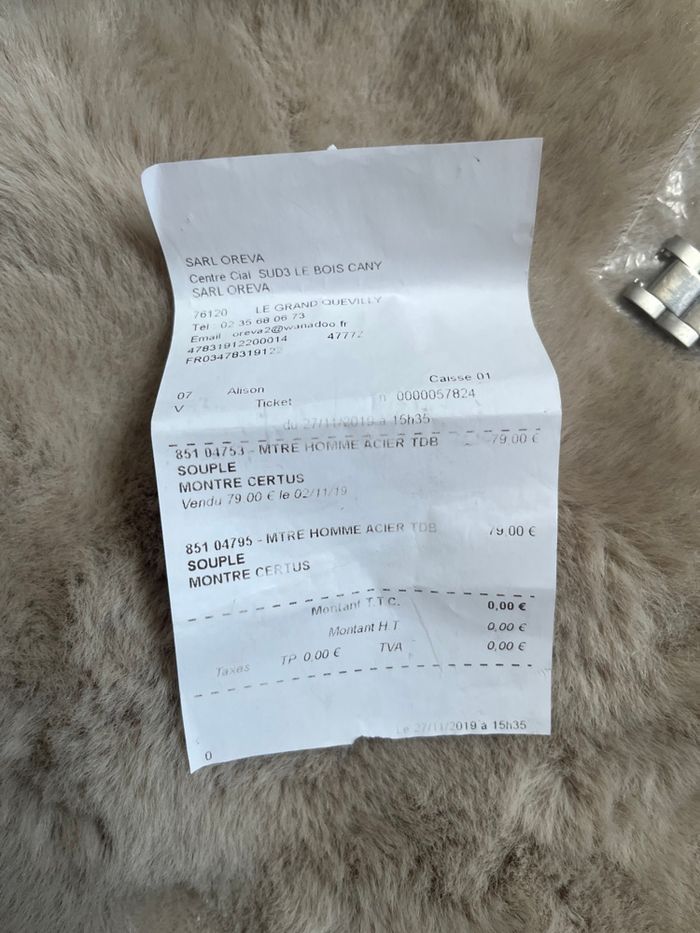 SARL OREVA
Centre Cial SUD3 LE BOIS CANY
SARL OREVA
76120 LE GRAND QUEVILLY
Tél : 02 35 68 06 73
Email oreva2@wanadoo.fr
47831912200014 4777Z
FR0347831912
07 Alison Caisse 01
V Ticket n 0000057824
du 27/11/2019 à 15h35
851 04753 - MTRE HOMME ACIER TDB 79,00 €
SOUPLE
MONTRE CERTUS
Vendu 79.00 € le 02/11/19
851 04795 - MTRE HOMME ACIER TDB 79,00 €
SOUPLE
MONTRE CERTUS
Montant T.T.C. 0,00 €
Montant H.T 0,00 €
Taxes TP 0,00 € TVA 0,00 €
Le 27/11/2019 à 15h35
0